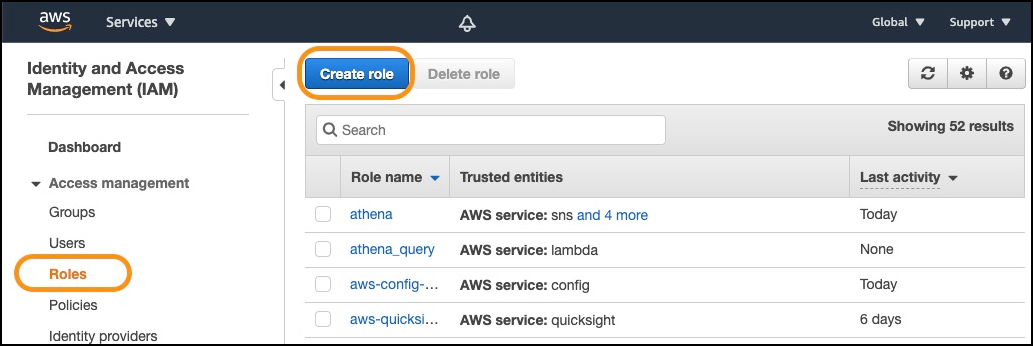 aws Services Global Support
Identity and Access
Management (IAM)
Dashboard
Access management
Groups
Users
Roles
Policies
Identity providers
Create role Delete role
Search
Showing 52 results
Role name Trusted entities Last activity
athena AWS service: sns and 4 more Today
athena_query AWS service: lambda None
aws-config-... AWS service: config Today
aws-quicksi... AWS service: quicksight 6 days